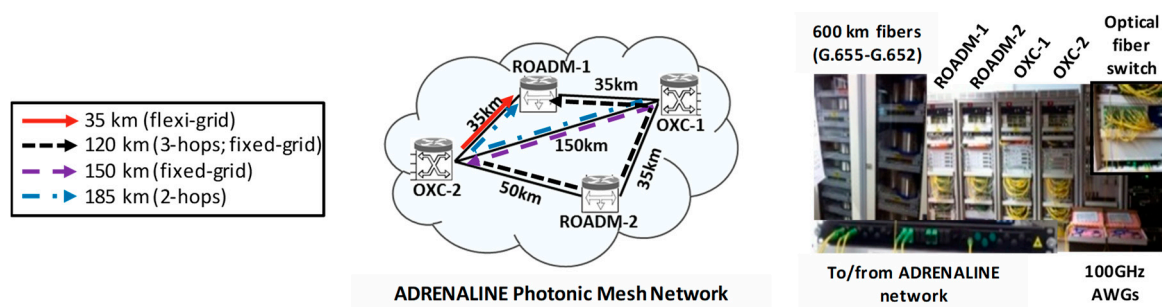 35 km (flexi-grid)
120 km (3-hops; fixed-grid)
150 km (fixed-grid)
185 km (2-hops)
ROADM-1
35km
35km
OXC-1
150km
OXC-2
50km
35km
ROADM-2
ADRENALINE Photonic Mesh Network
600 km fibers
(G.655-G.652)
ROADM-1
ROADM-2
OXC-1
OXC-2
Optical
fiber
switch
To/from ADRENALINE
network
100GHz
AWGs